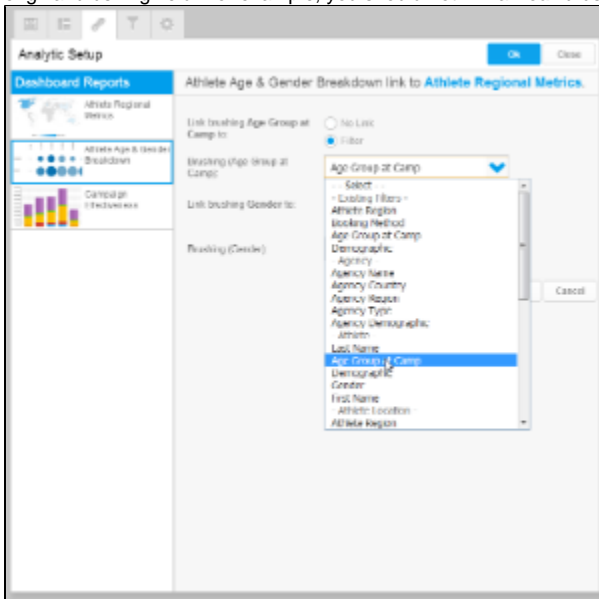 Analytic Setup
Ok
Close
Dashboard Reports
Athlete Age & Gender Breakdown link to Athlete Regional Metrics.
Athlete Regional
Metrics
Athlete Age & Gender
Breakdown
Campaign
Effectiveness
Link brushing Age Group at
Camp to:
No Link
Filter
Brushing (Age Group at
Camp):
Age Group at Camp
Link brushing Gender to:
Brushing (Gender)
- - Select - -
- Existing Filters -
Athlete Region
Booking Method
Age Group at Camp
Demographic
- Agency -
Agency Name
Agency Country
Agency Region
Agency Type
Agency Demographic
- Athlete -
Last Name
Age Group at Camp
Demographic
Gender
First Name
- Athlete Location -
Athlete Region
Cancel